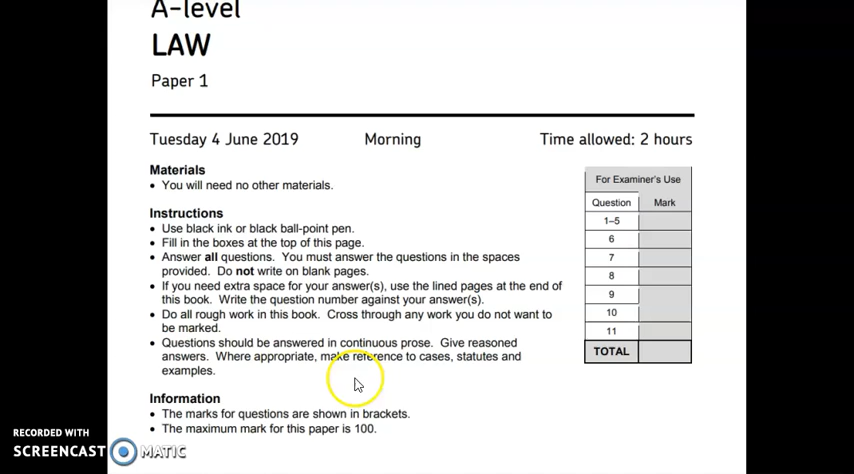 A-level
LAW
Paper 1
Tuesday 4 June 2019 Morning Time allowed: 2 hours
Materials
• You will need no other materials.
Instructions
• Use black ink or black ball-point pen.
• Fill in the boxes at the top of this page.
• Answer all questions. You must answer the questions in the spaces
provided. Do not write on blank pages.
• If you need extra space for your answer(s), use the lined pages at the end of
this book. Write the question number against your answer(s).
• Do all rough work in this book. Cross through any work you do not want to
be marked.
• Questions should be answered in continuous prose. Give reasoned
answers. Where appropriate, make reference to cases, statutes and
examples.
Information
• The marks for questions are shown in brackets.
• The maximum mark for this paper is 100.
For Examiner's Use
Question Mark
1–5
6
7
8
9
10
11
TOTAL
RECORDED WITH
SCREENCAST MATIC